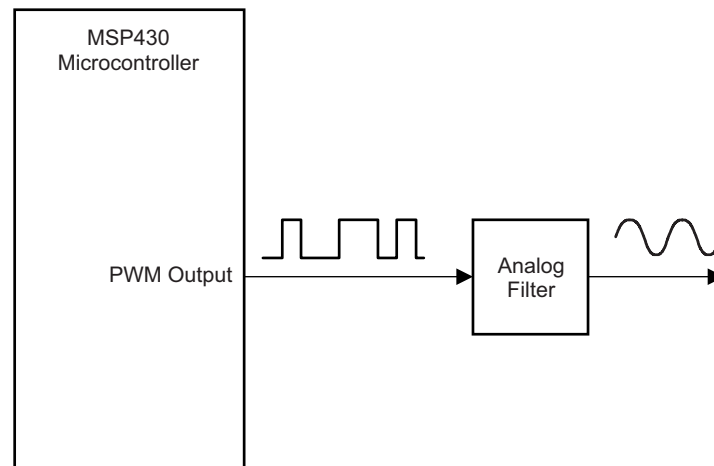 MSP430
Microcontroller
PWM Output
Analog
Filter